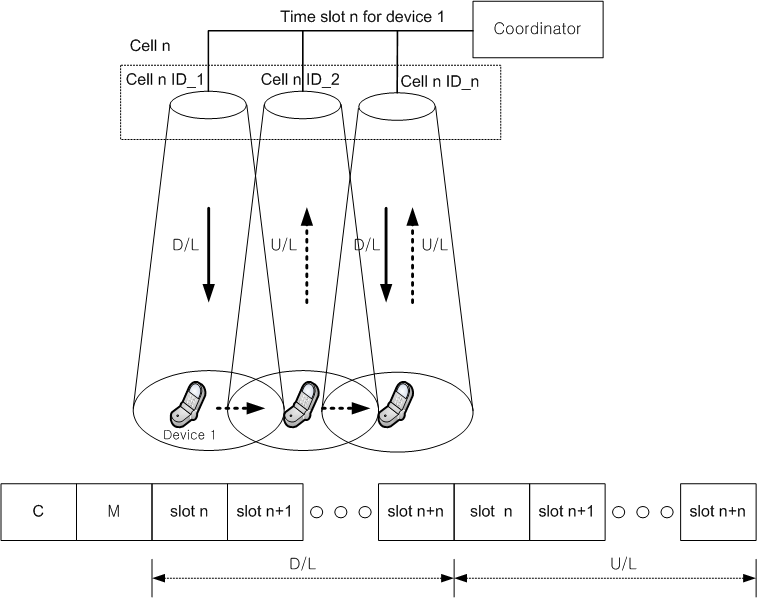 Time slot n for device 1
Coordinator
Cell n
Cell n ID_1
Cell n ID_2
Cell n ID_n
D/L
U/L
D/L
U/L
Device 1
C
M
slot n
slot n+1
slot n+n
slot n
slot n+1
slot n+n
D/L
U/L